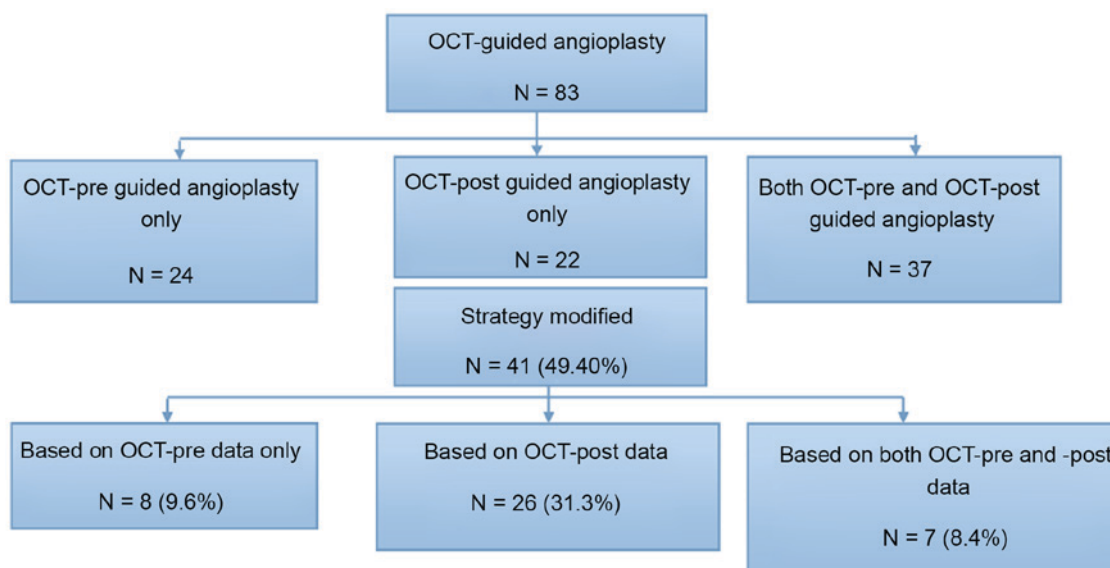 OCT-guided angioplasty
N = 83
OCT-pre guided angioplasty
only
N = 24
OCT-post guided angioplasty
only
N = 22
Both OCT-pre and OCT-post
guided angioplasty
N = 37
Strategy modified
N = 41 (49.40%)
Based on OCT-pre data only
N = 8 (9.6%)
Based on OCT-post data
N = 26 (31.3%)
Based on both OCT-pre and -post
data
N = 7 (8.4%)